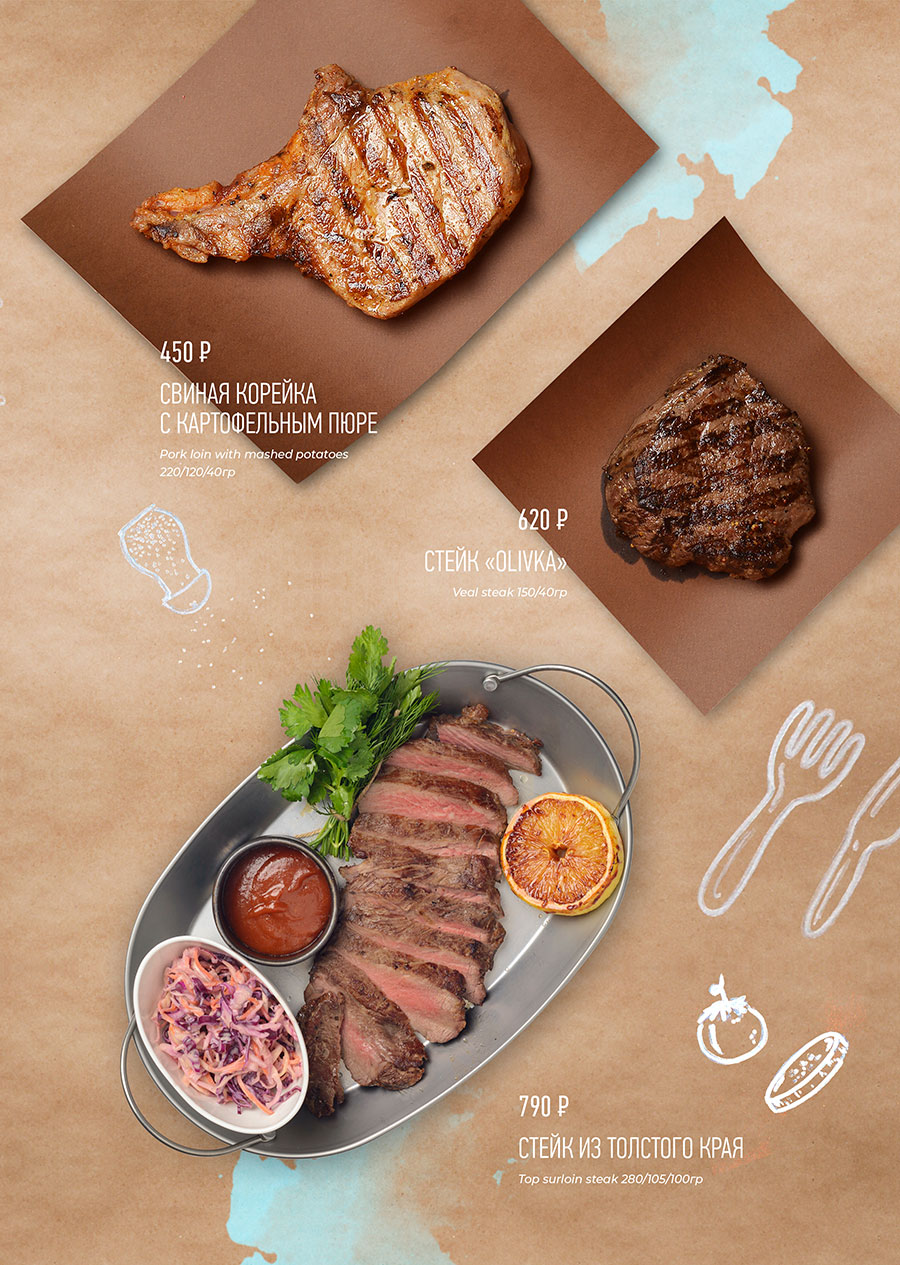 450 ₽
СВИНАЯ КОРЕЙКА
С КАРТОФЕЛЬНЫМ ПЮРЕ
Pork loin with mashed potatoes
220/120/40гр
620 ₽
СТЕЙК «OLIVKA»
Veal steak 150/40гр
790 ₽
СТЕЙК ИЗ ТОЛСТОГО КРАЯ
Top surloin steak 280/105/100гр